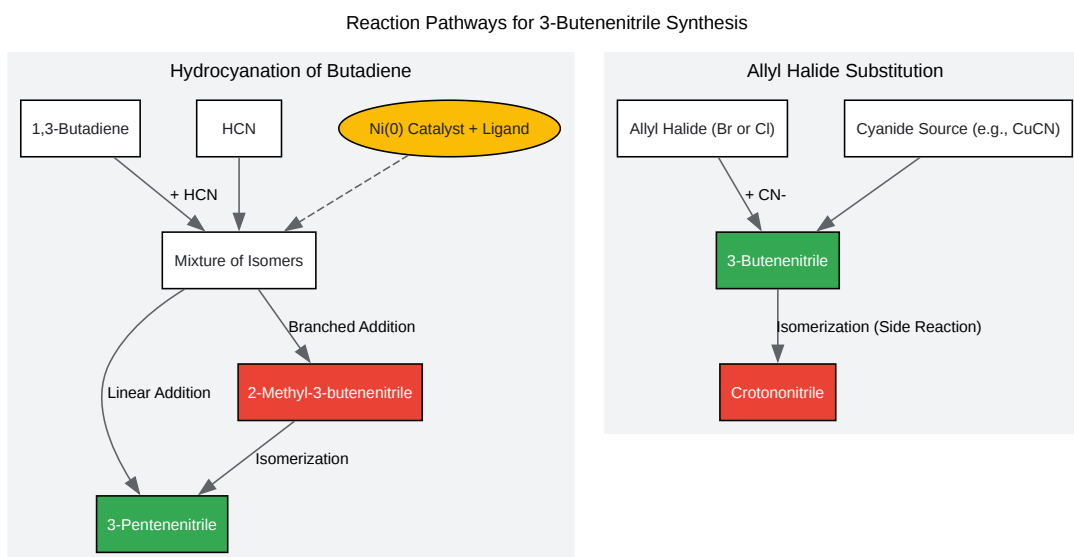 Reaction Pathways for 3-Butenenitrile Synthesis
Hydrocyanation of Butadiene
1,3-Butadiene
HCN
Ni(0) Catalyst + Ligand
+ HCN
Mixture of Isomers
Branched Addition
Linear Addition
2-Methyl-3-butenenitrile
Isomerization
3-Pentenenitrile
Allyl Halide Substitution
Allyl Halide (Br or Cl)
Cyanide Source (e.g., CuCN)
+ CN-
3-Butenenitrile
Isomerization (Side Reaction)
Crotononitrile